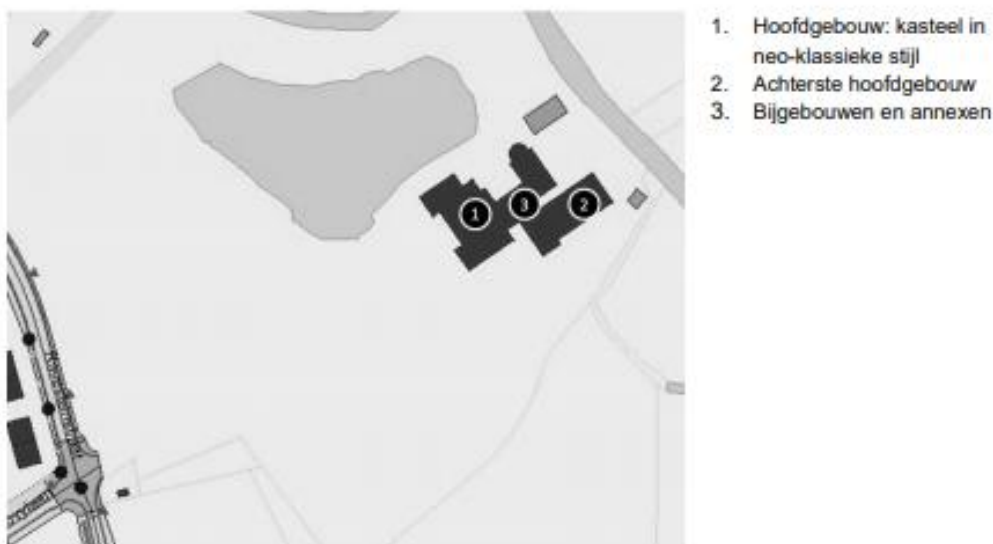 1. Hoofdgebouw: kasteel in
neo-klassieke stijl
2. Achterste hoofdgebouw
3. Bijgebouwen en annexen
1
3
2